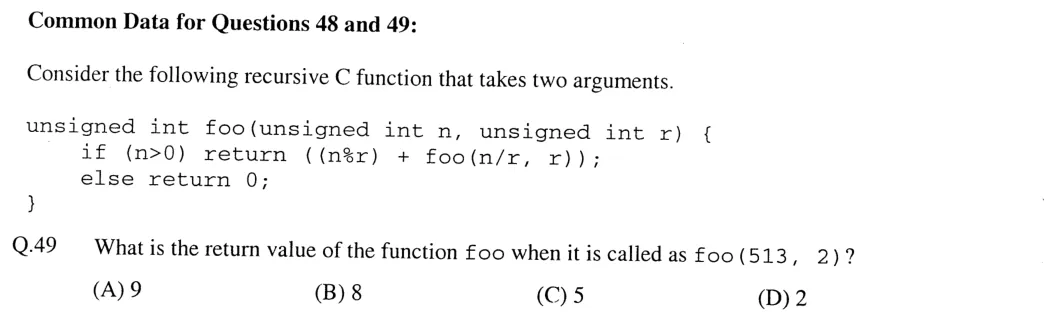 Common Data for Questions 48 and 49:
Consider the following recursive C function that takes two arguments.
unsigned int foo(unsigned int n, unsigned int r) {
    if (n>0) return ((n%r) + foo(n/r, r));
    else return 0;
}
Q.49 What is the return value of the function foo when it is called as foo(513, 2)?
(A) 9 (B) 8 (C) 5 (D) 2